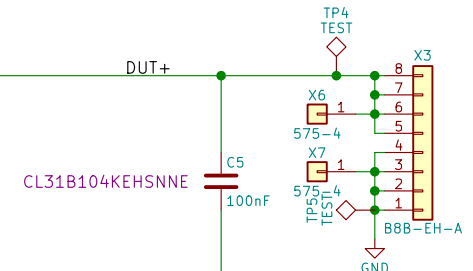 TP4
TEST
X3
DUT+
8
7
X6
1
6
575-4
5
4
X7
C5
1
3
CL31B104KEHSNNE
575-4
2
100nF
TP5
TEST
1
B8B-EH-A
GND